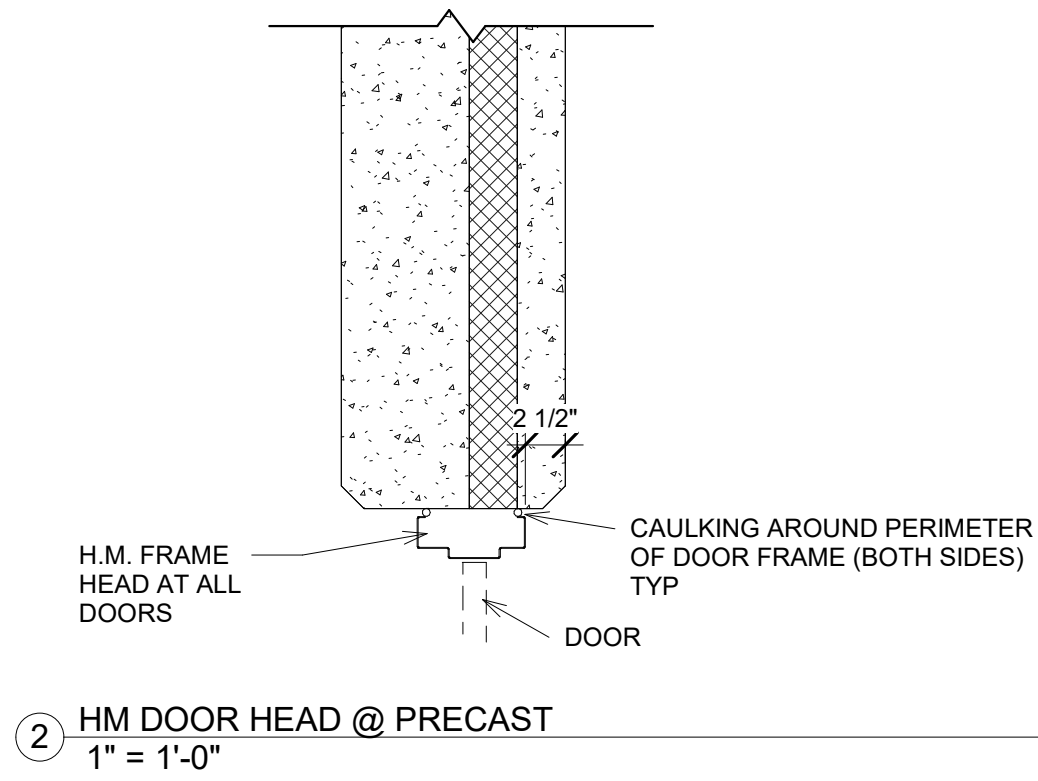 2 1/2"
CAULKING AROUND PERIMETER
OF DOOR FRAME (BOTH SIDES)
TYP
H.M. FRAME
HEAD AT ALL
DOORS
DOOR
2 HM DOOR HEAD @ PRECAST
1" = 1'-0"